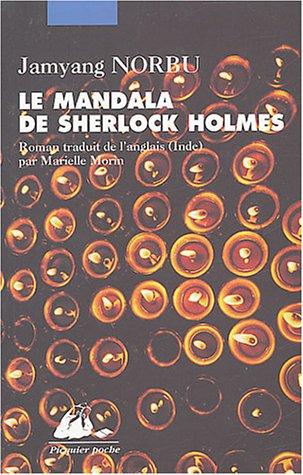 Jamyang NORBU
LE MANDALA
DE SHERLOCK HOLMES
Roman traduit de l'anglais (Inde)
par Marielle Morin
Picquier poche